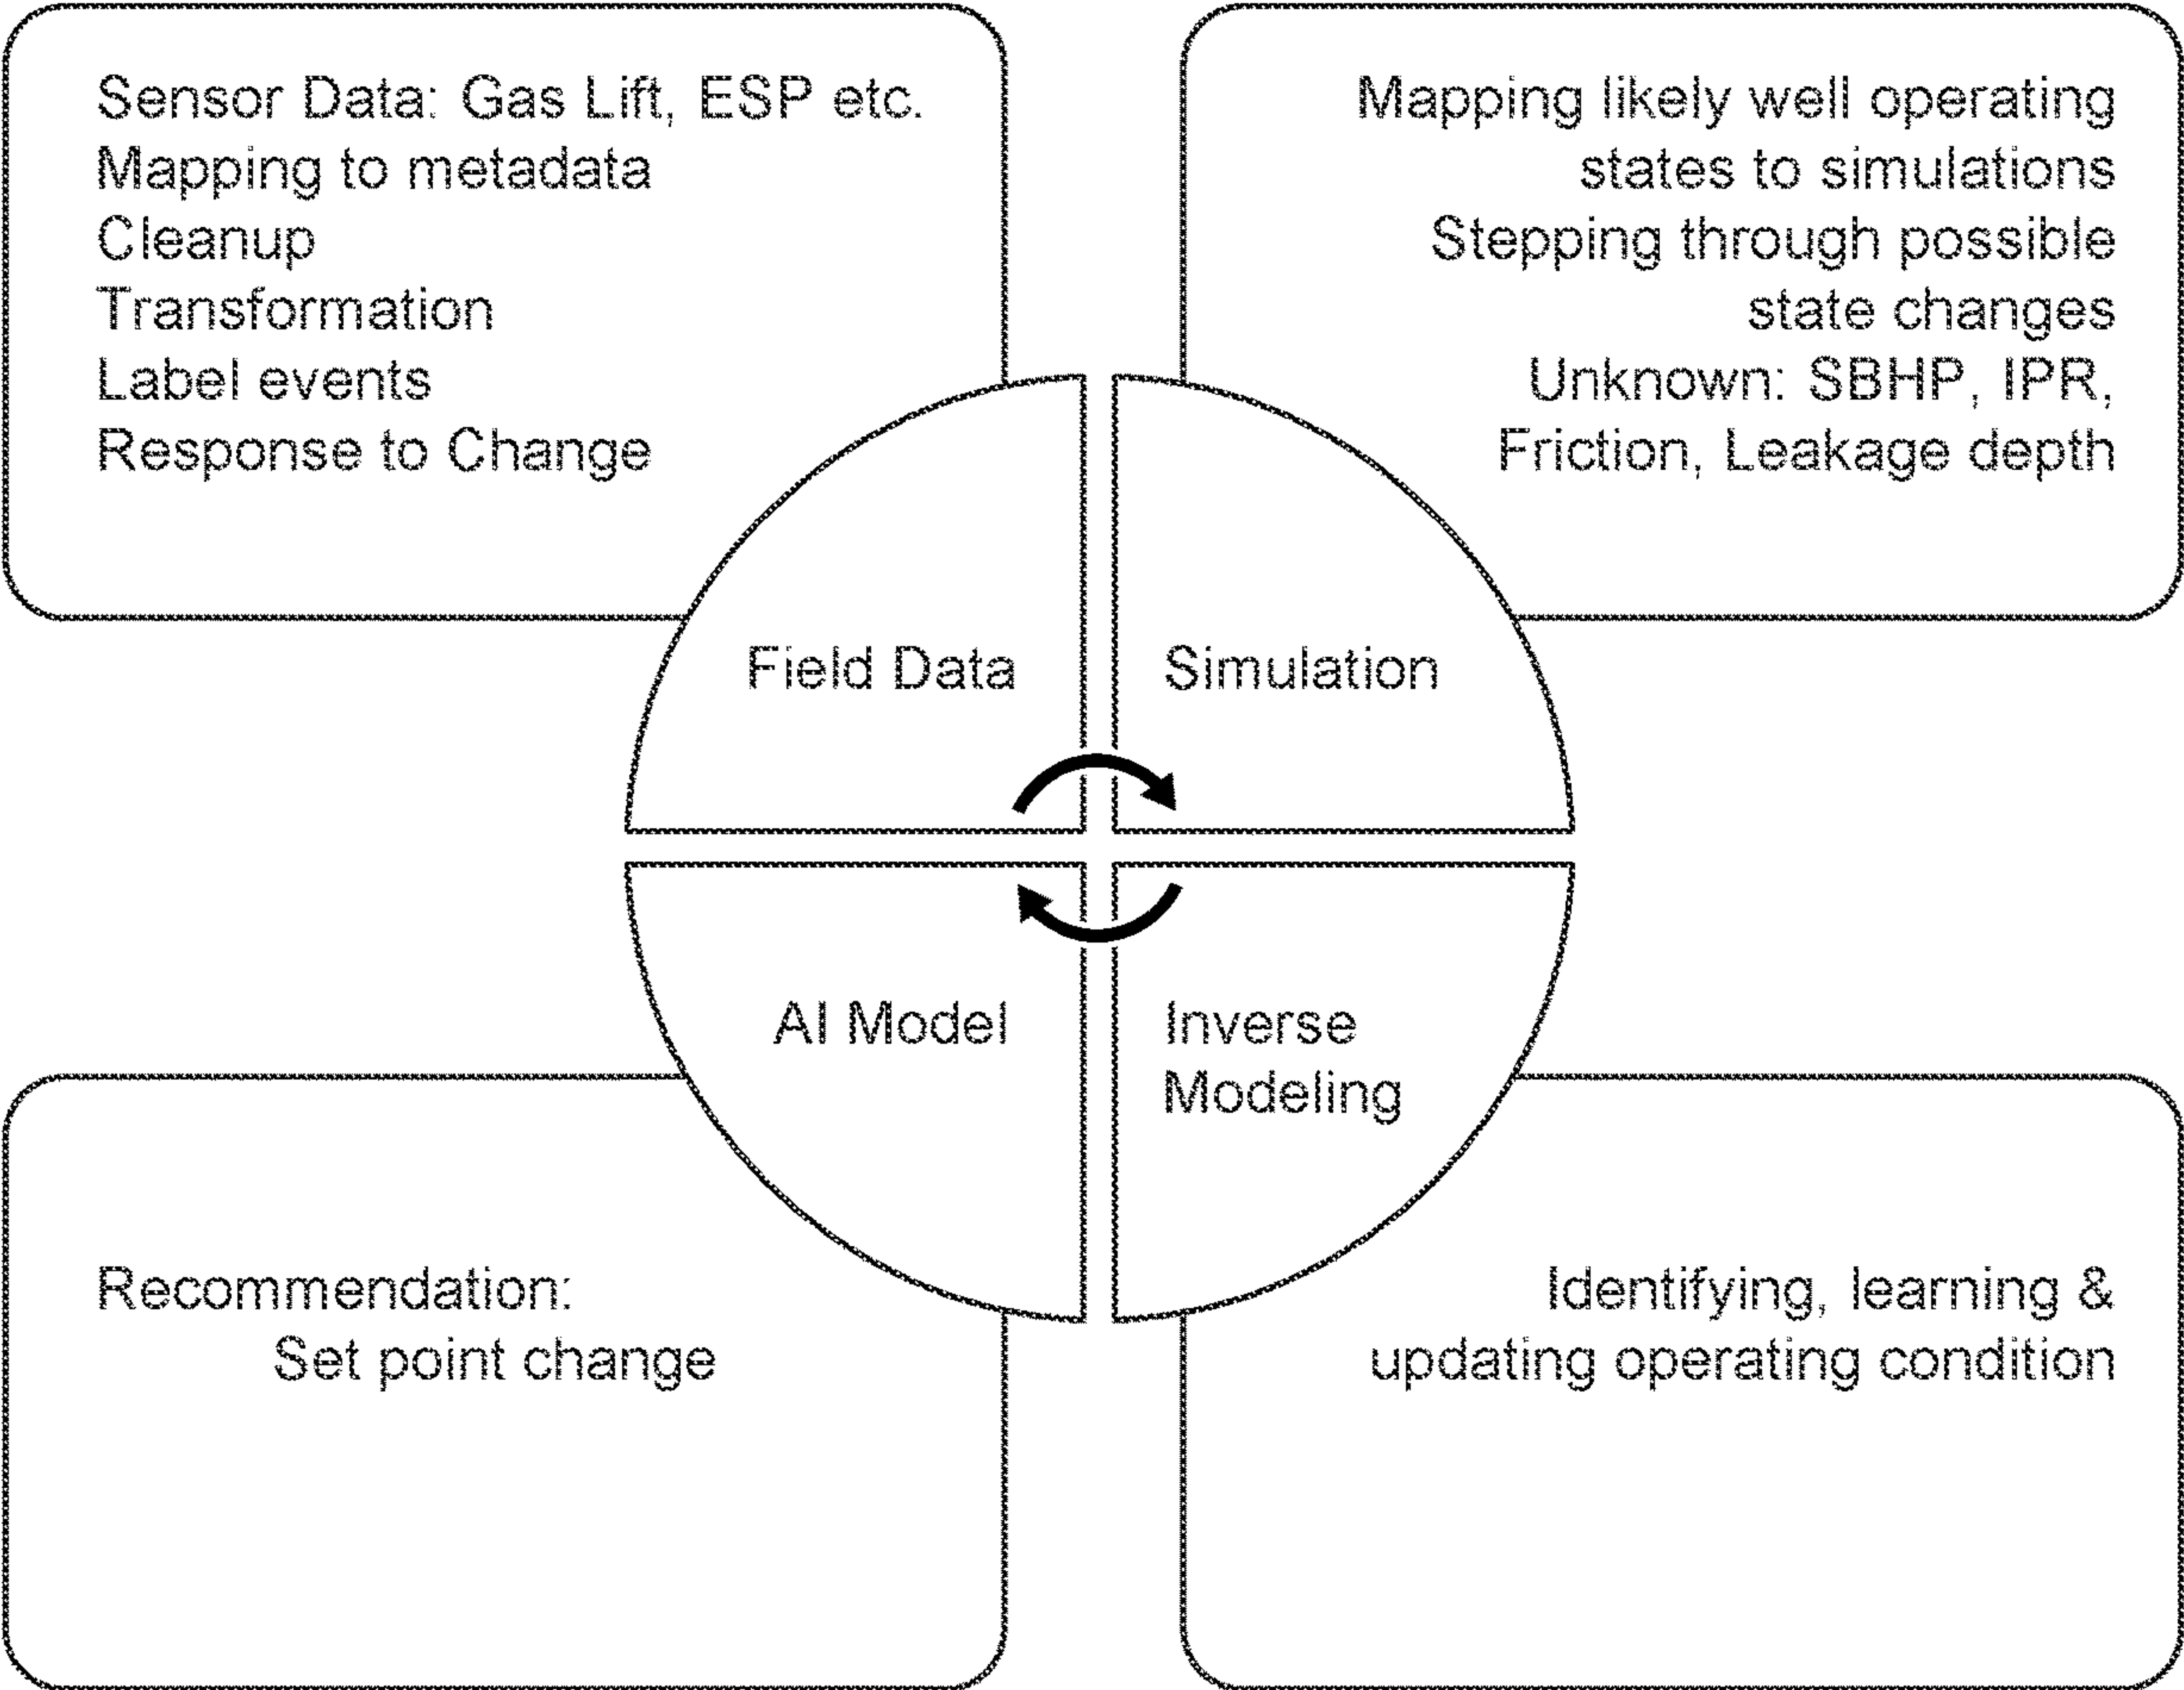 Sensor Data: Gas Lift, ESP etc.
Mapping to metadata
Cleanup
Transformation
Label events
Response to Change
Mapping likely well operating
states to simulations
Stepping through possible
state changes
Unknown: SBHP, IPR,
Friction, Leakage depth
Field Data
Simulation
AI Model
Inverse
Modeling
Recommendation:
Set point change
Identifying, learning &
updating operating condition